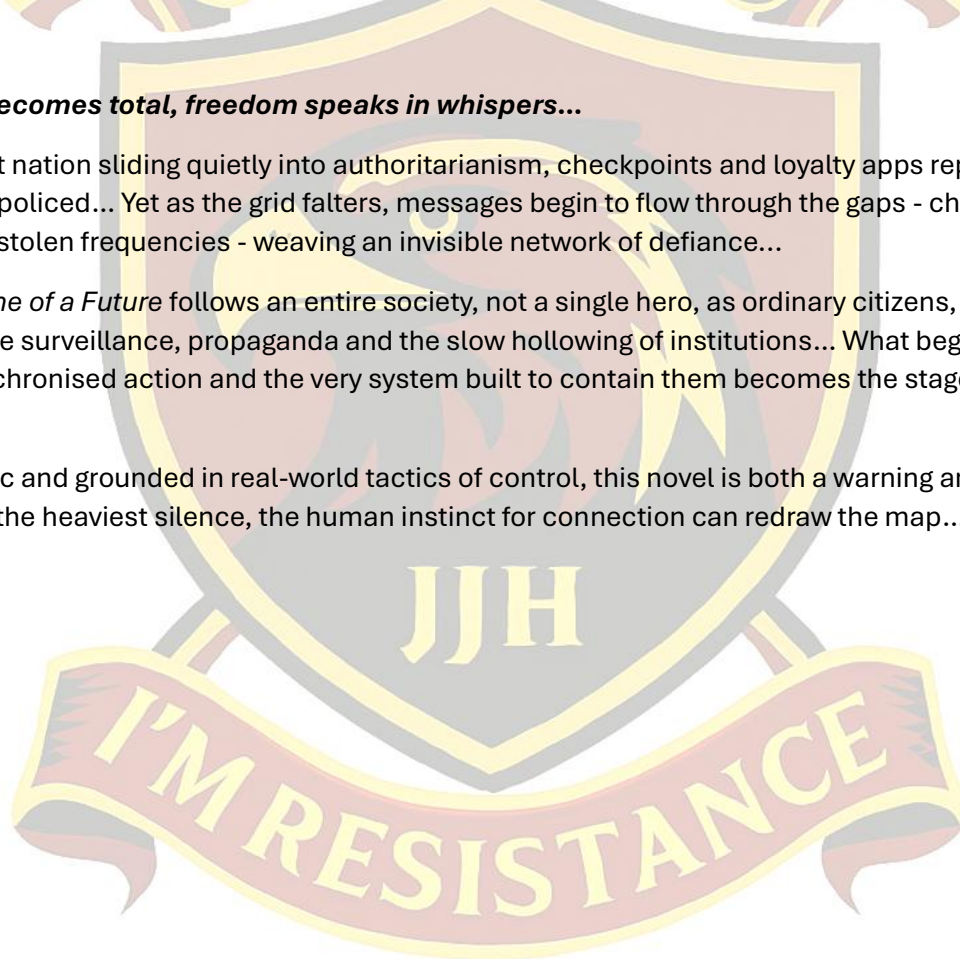 ecomes total, freedom speaks in whispers...
t nation sliding quietly into authoritarianism, checkpoints and loyalty apps rep
policed... Yet as the grid falters, messages begin to flow through the gaps - ch
stolen frequencies - weaving an invisible network of defiance...
ne of a Future follows an entire society, not a single hero, as ordinary citizens,
e surveillance, propaganda and the slow hollowing of institutions... What beg
chronised action and the very system built to contain them becomes the stage
c and grounded in real-world tactics of control, this novel is both a warning an
the heaviest silence, the human instinct for connection can redraw the map...
JJH
I'M RESISTANCE